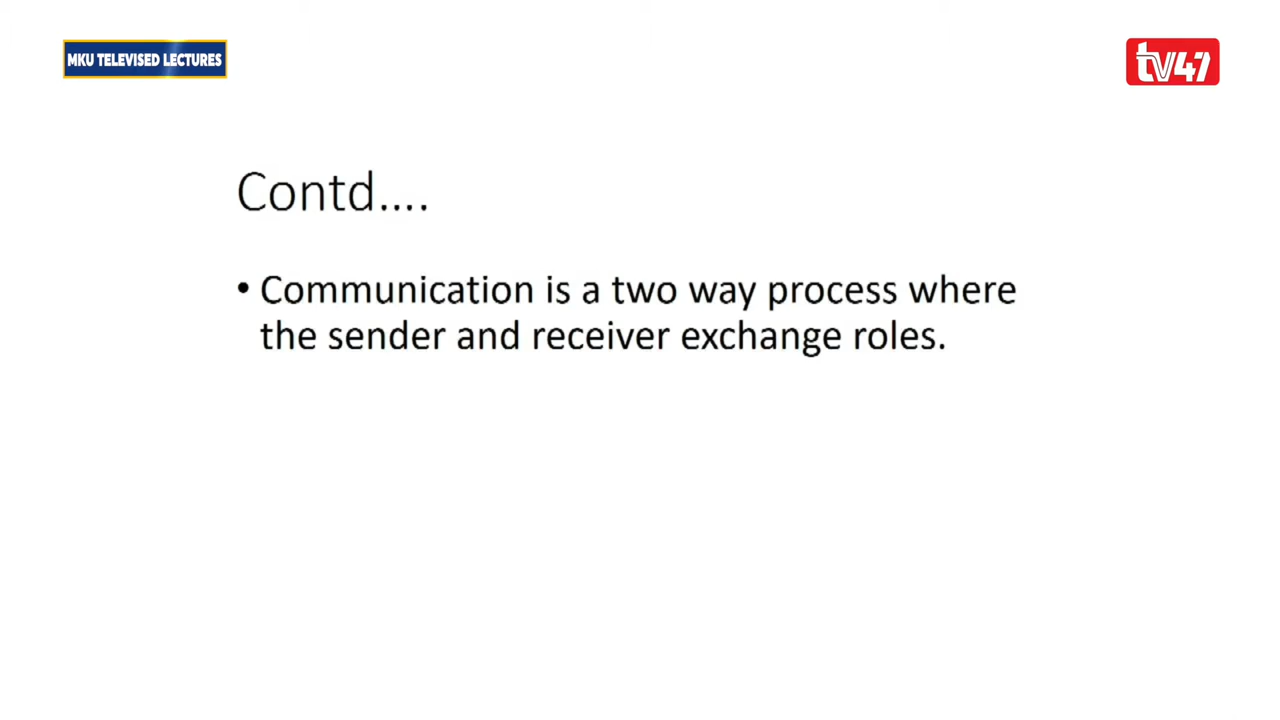 MKU TELEVISED LECTURES
tv47
Contd....
• Communication is a two way process where
the sender and receiver exchange roles.